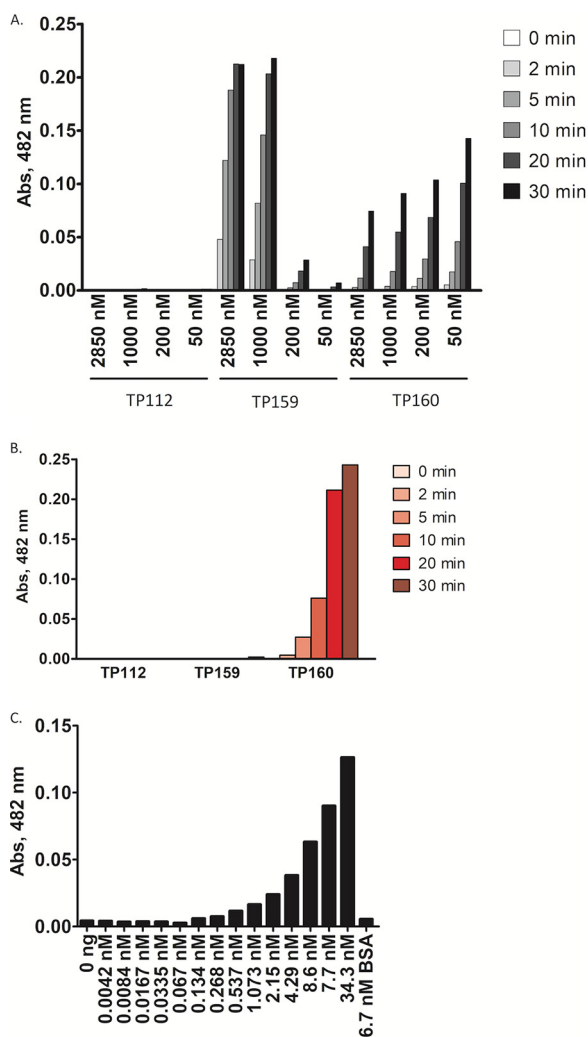 A.
Abs, 482 nm
0.25
0.20
0.15
0.10
0.05
0.00
2850 nM
1000 nM
200 nM
50 nM
2850 nM
1000 nM
200 nM
50 nM
2850 nM
1000 nM
200 nM
50 nM
TP112
TP159
TP160
0 min
2 min
5 min
10 min
20 min
30 min
B.
Abs, 482 nm
0.25
0.20
0.15
0.10
0.05
0.00
TP112
TP159
TP160
0 min
2 min
5 min
10 min
20 min
30 min
C.
Abs, 482 nm
0.15
0.10
0.05
0.00
0 ng
0.0042 nM
0.0084 nM
0.0167 nM
0.0335 nM
0.067 nM
0.134 nM
0.268 nM
0.537 nM
1.073 nM
2.15 nM
4.29 nM
8.6 nM
7.7 nM
34.3 nM
6.7 nM BSA